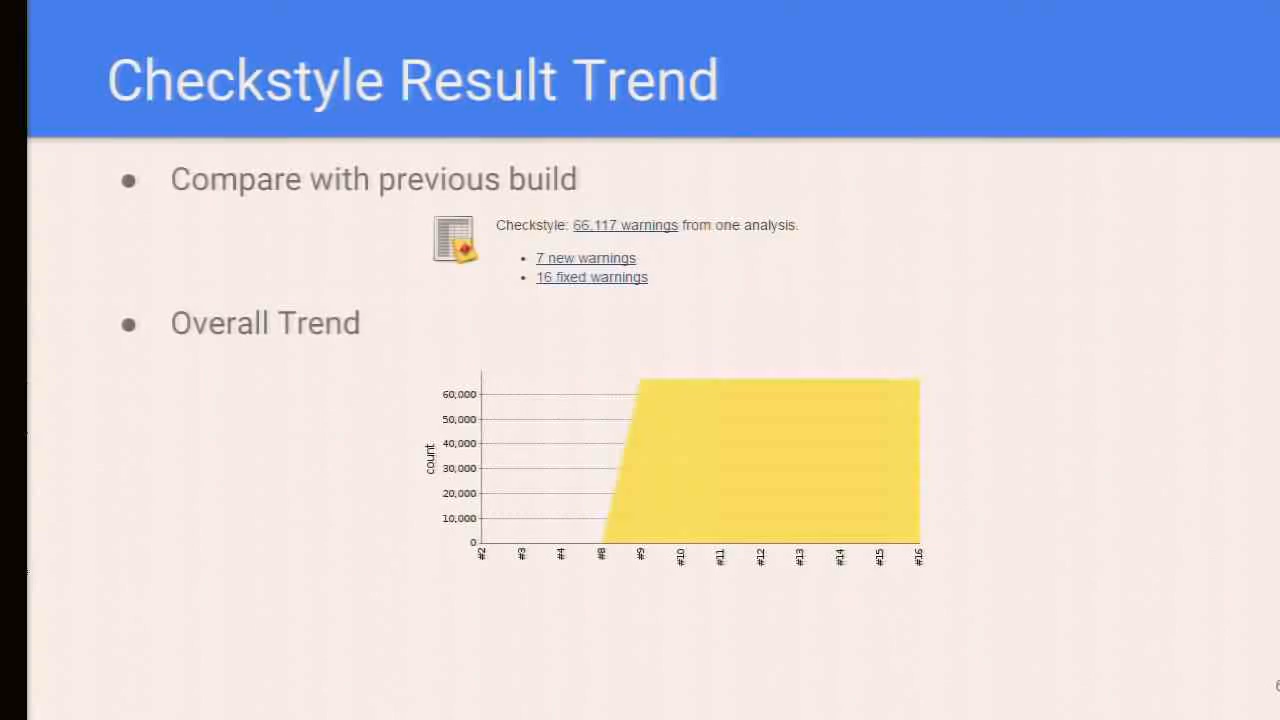 Checkstyle Result Trend
● Compare with previous build
Checkstyle: 66,117 warnings from one analysis.
• 7 new warnings
• 16 fixed warnings
● Overall Trend
60,000
50,000
40,000
30,000
20,000
10,000
0
count
#2 #3 #4 #8 #9 #10 #11 #12 #13 #14 #15 #16